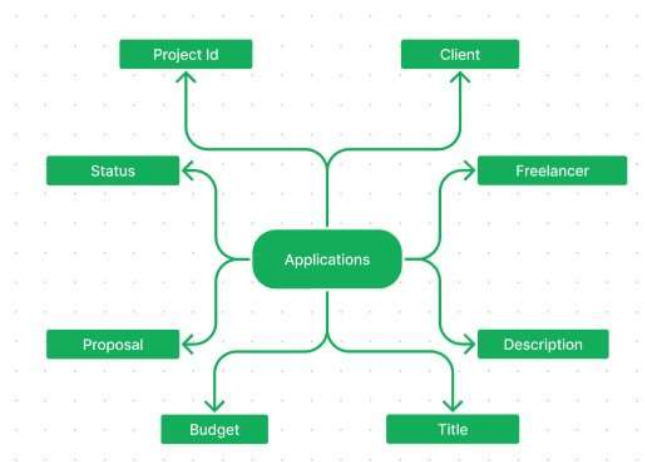 Project Id
Client
Status
Freelancer
Applications
Proposal
Description
Budget
Title